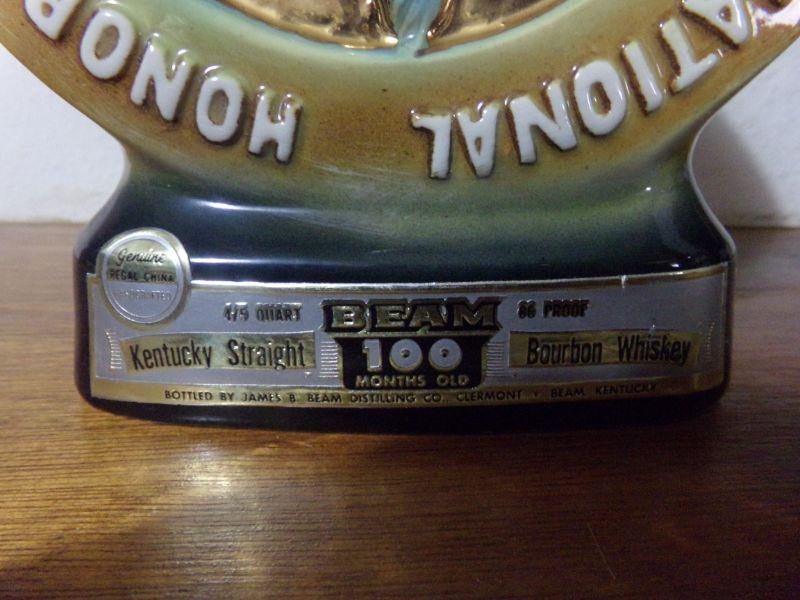 NATIONAL HONOR
Genuine
REGAL CHINA
4/5 QUART BEAM 86 PROOF
Kentucky Straight 100 Bourbon Whiskey
MONTHS OLD
BOTTLED BY JAMES B. BEAM DISTILLING CO., CLERMONT • BEAM, KENTUCKY